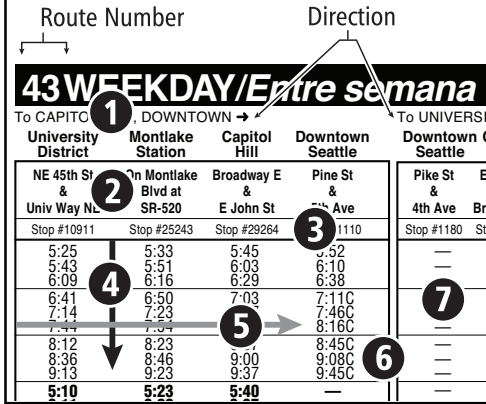 Route Number
Direction
43 WEEKDAY/Entre semana
To CAPITO , DOWNTOWN ➔ To UNIVERSI
University District Montlake Station Capitol Hill Downtown Seattle Downtown Seattle C
NE 45th St & Univ Way NE On Montlake Blvd at SR-520 Broadway E & E John St Pine St & 5th Ave Pike St & 4th Ave E Br
Stop #10911 Stop #25243 Stop #29264 1110 Stop #1180 St
5:25 5:33 5:45 5:52 —
5:43 5:51 6:03 6:10 —
6:09 6:16 6:29 6:38 —
6:41 6:50 7:03 7:11C
7:14 7:23 7:46C
7:44 7:54 8:16C —
8:12 8:23 8:45C —
8:36 8:46 9:00 9:08C —
9:13 9:23 9:37 9:45C —
5:10 5:23 5:40 — —
1
2
3
4
5
6
7